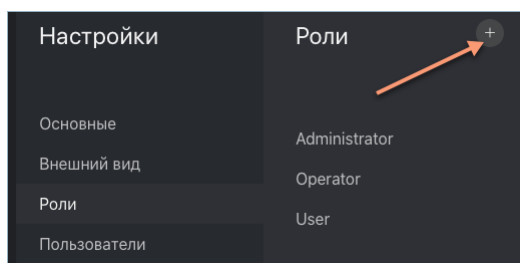 Настройки
Основные
Внешний вид
Роли
Пользователи
Роли
+
Administrator
Operator
User